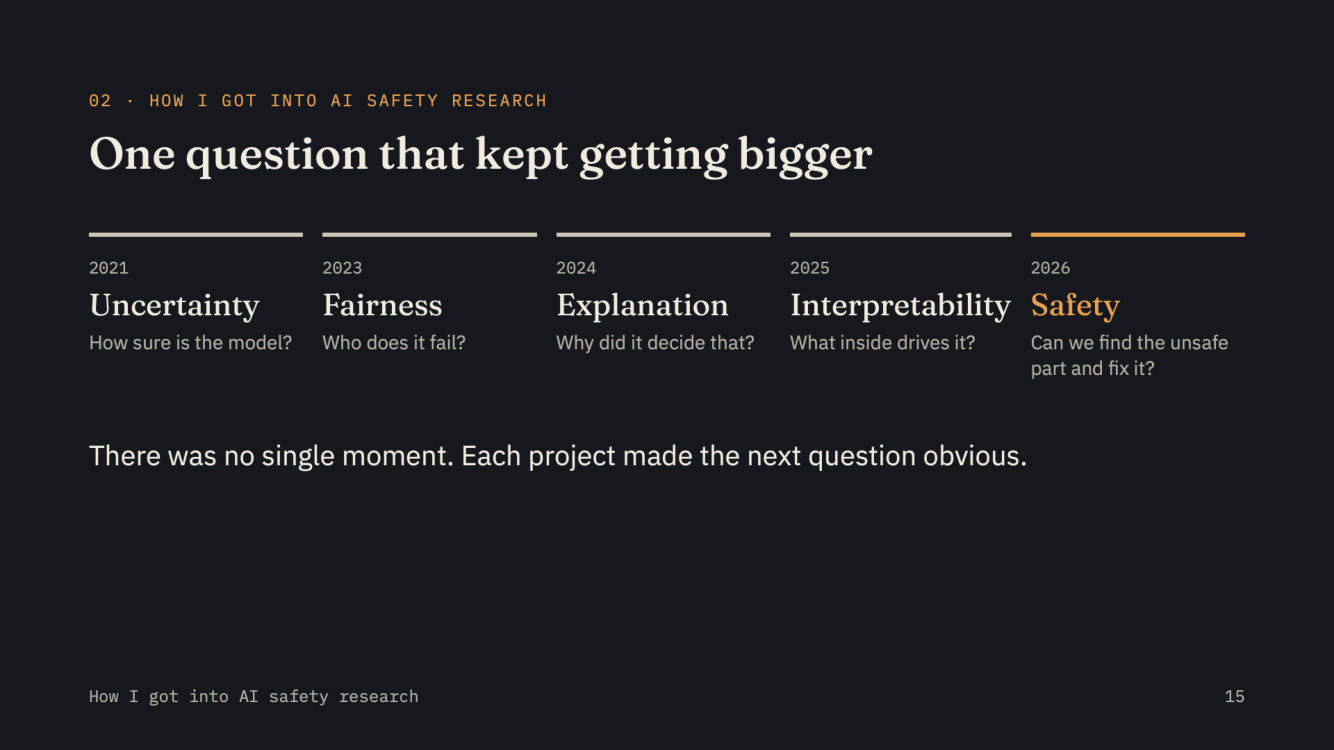 02 · HOW I GOT INTO AI SAFETY RESEARCH
One question that kept getting bigger
2021
Uncertainty
How sure is the model?
2023
Fairness
Who does it fail?
2024
Explanation
Why did it decide that?
2025
Interpretability
What inside drives it?
2026
Safety
Can we find the unsafe
part and fix it?
There was no single moment. Each project made the next question obvious.
How I got into AI safety research
15